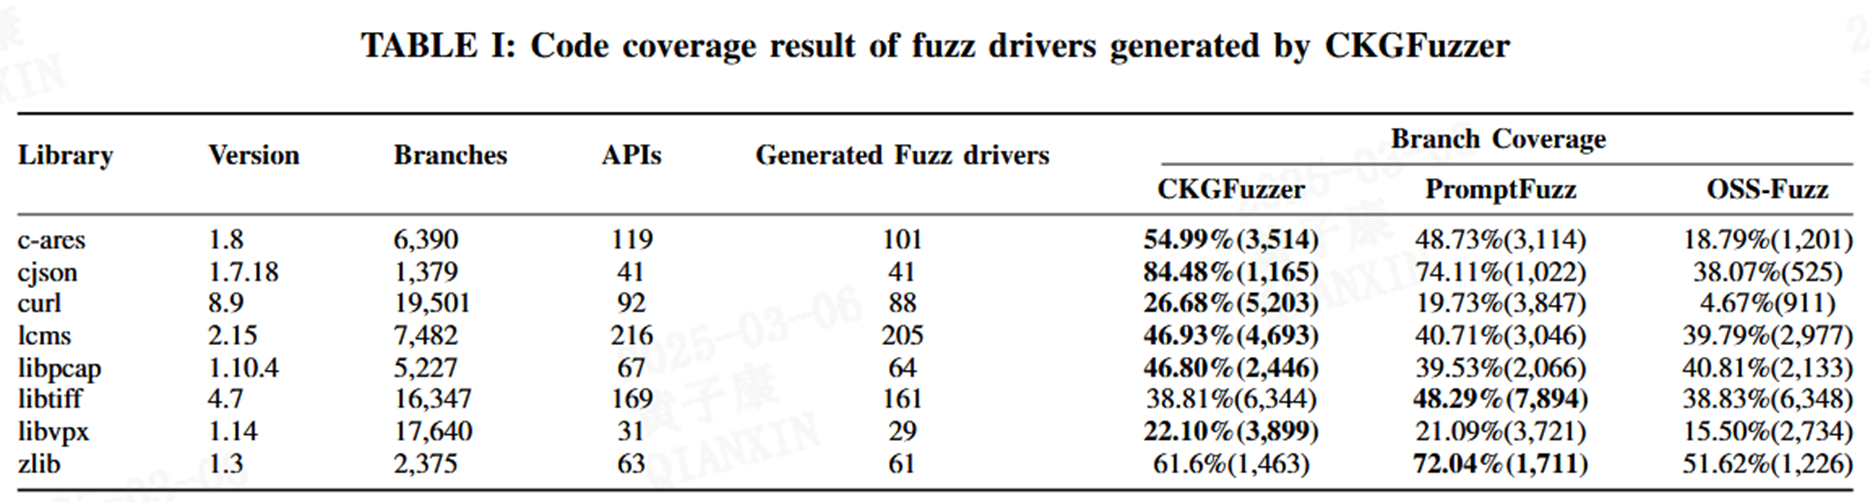 TABLE I: Code coverage result of fuzz drivers generated by CKGFuzzer
Library Version Branches APIs Generated Fuzz drivers Branch Coverage
CKGFuzzer PromptFuzz OSS-Fuzz
c-ares 1.8 6,390 119 101 54.99%(3,514) 48.73%(3,114) 18.79%(1,201)
cjson 1.7.18 1,379 41 41 84.48%(1,165) 74.11%(1,022) 38.07%(525)
curl 8.9 19,501 92 88 26.68%(5,203) 19.73%(3,847) 4.67%(911)
lcms 2.15 7,482 216 205 46.93%(4,693) 40.71%(3,046) 39.79%(2,977)
libpcap 1.10.4 5,227 67 64 46.80%(2,446) 39.53%(2,066) 40.81%(2,133)
libtiff 4.7 16,347 169 161 38.81%(6,344) 48.29%(7,894) 38.83%(6,348)
libvpx 1.14 17,640 31 29 22.10%(3,899) 21.09%(3,721) 15.50%(2,734)
zlib 1.3 2,375 63 61 61.6%(1,463) 72.04%(1,711) 51.62%(1,226)
2025-03-06
QIANXIN